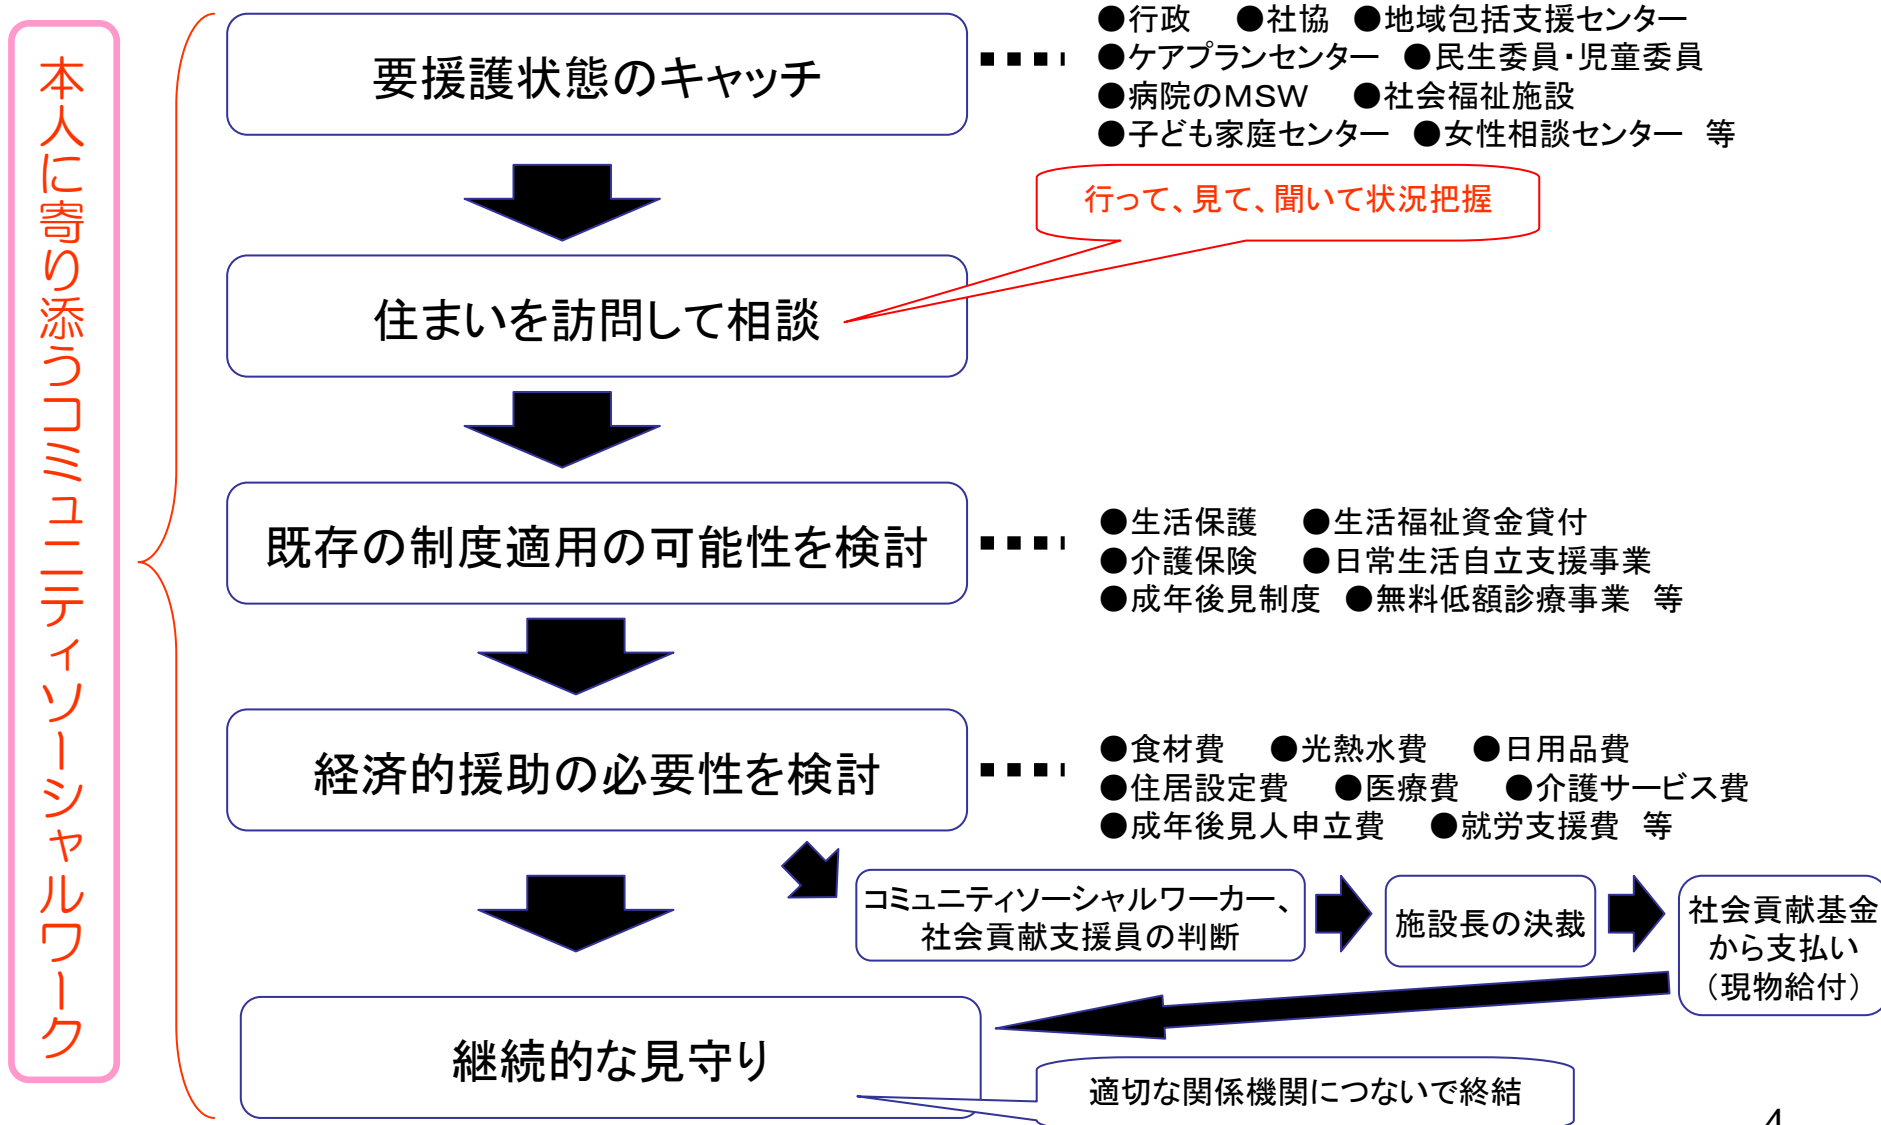 本人に寄り添うコミュニティソーシャルワーク
要援護状態のキャッチ
●行政　●社協　●地域包括支援センター
●ケアプランセンター　●民生委員・児童委員
●病院のMSW　●社会福祉施設
●子ども家庭センター　●女性相談センター　等
行って、見て、聞いて状況把握
住まいを訪問して相談
既存の制度適用の可能性を検討
●生活保護　●生活福祉資金貸付
●介護保険　●日常生活自立支援事業
●成年後見制度　●無料低額診療事業　等
経済的援助の必要性を検討
●食材費　●光熱水費　●日用品費
●住居設定費　●医療費　●介護サービス費
●成年後見人申立費　●就労支援費　等
コミュニティソーシャルワーカー、
社会貢献支援員の判断
施設長の決裁
社会貢献基金
から支払い
（現物給付）
継続的な見守り
適切な関係機関につないで終結
4